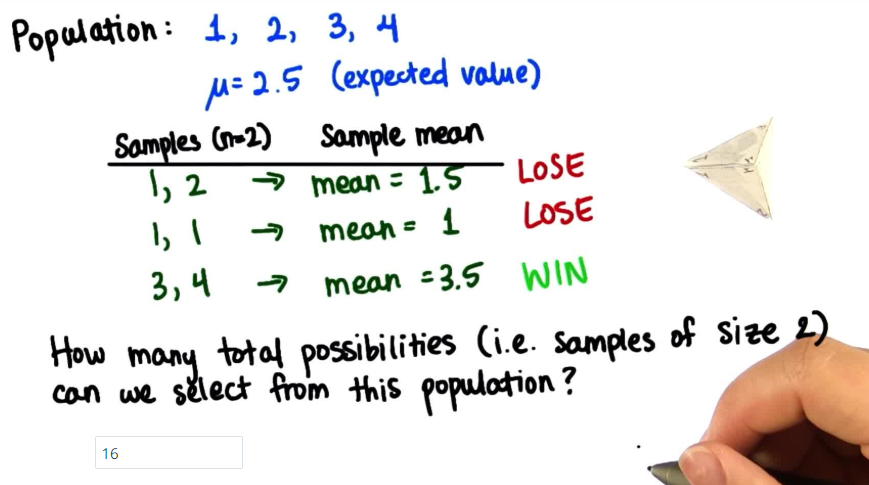 Population: 1, 2, 3, 4
μ = 2.5 (expected value)
Samples (n=2) Sample mean
1, 2 → mean = 1.5 LOSE
1, 1 → mean = 1 LOSE
3, 4 → mean = 3.5 WIN
How many total possibilities (i.e. samples of size 2)
can we select from this population?
16